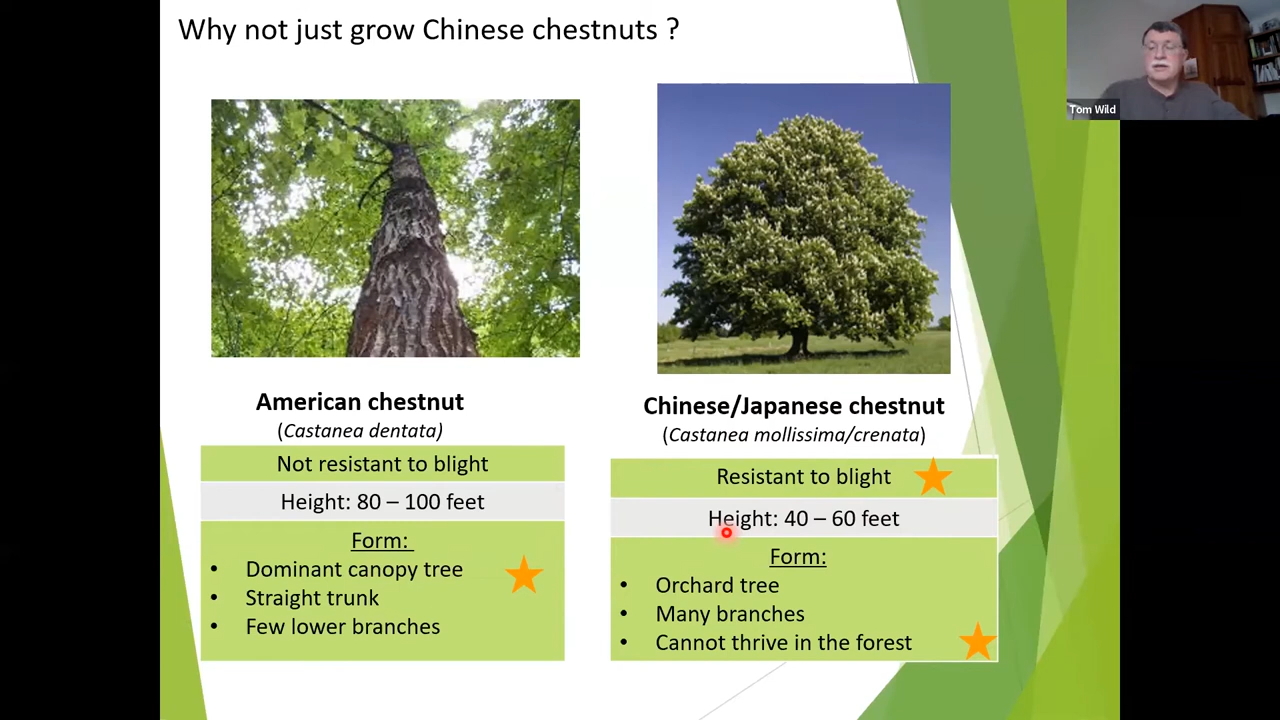 Why not just grow Chinese chestnuts ?
Tom Wild
American chestnut
(Castanea dentata)
Not resistant to blight
Height: 80 – 100 feet
Form:
• Dominant canopy tree
• Straight trunk
• Few lower branches
Chinese/Japanese chestnut
(Castanea mollissima/crenata)
Resistant to blight
Height: 40 – 60 feet
Form:
• Orchard tree
• Many branches
• Cannot thrive in the forest